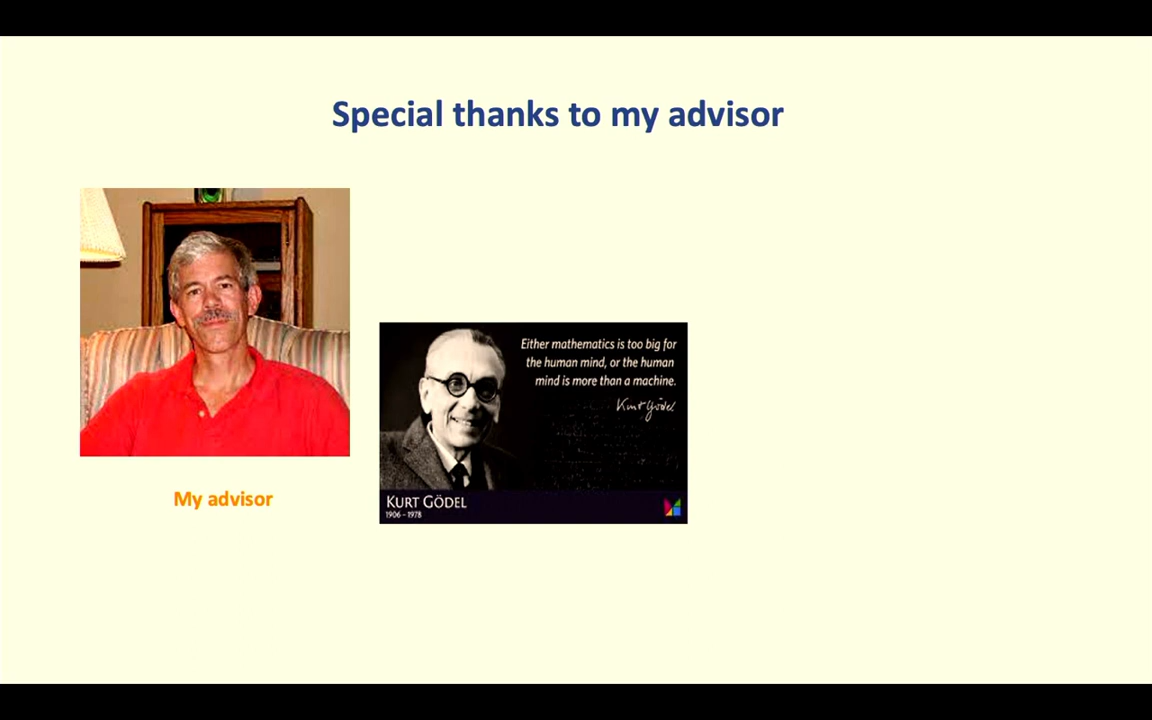 Special thanks to my advisor
My advisor
Either mathematics is too big for
the human mind, or the human
mind is more than a machine.
Kurt Gödel
KURT GÖDEL
1906 – 1978